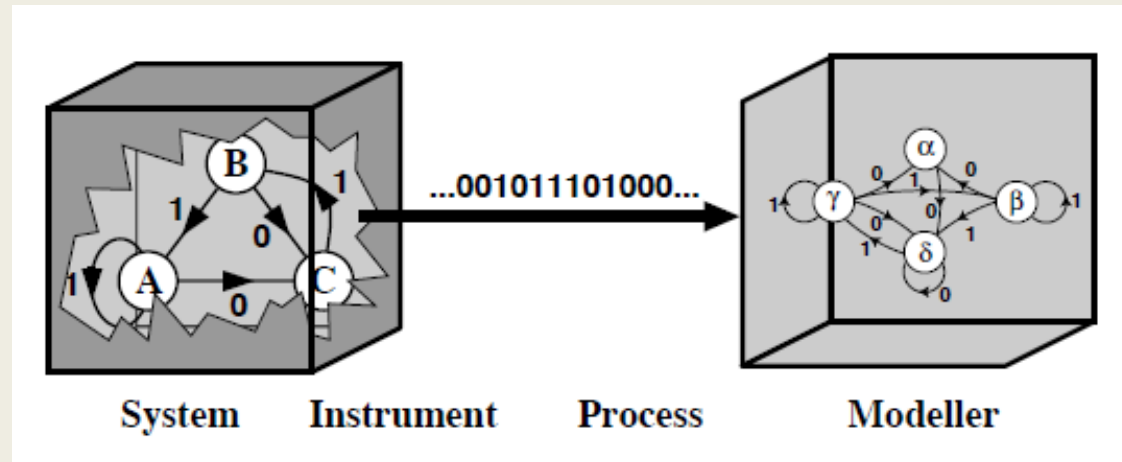 B
1
1
0
A
1
0
C
...001011101000...
α
0
1
0
γ
1
0
β
1
0
1
1
δ
0
System Instrument Process Modeller